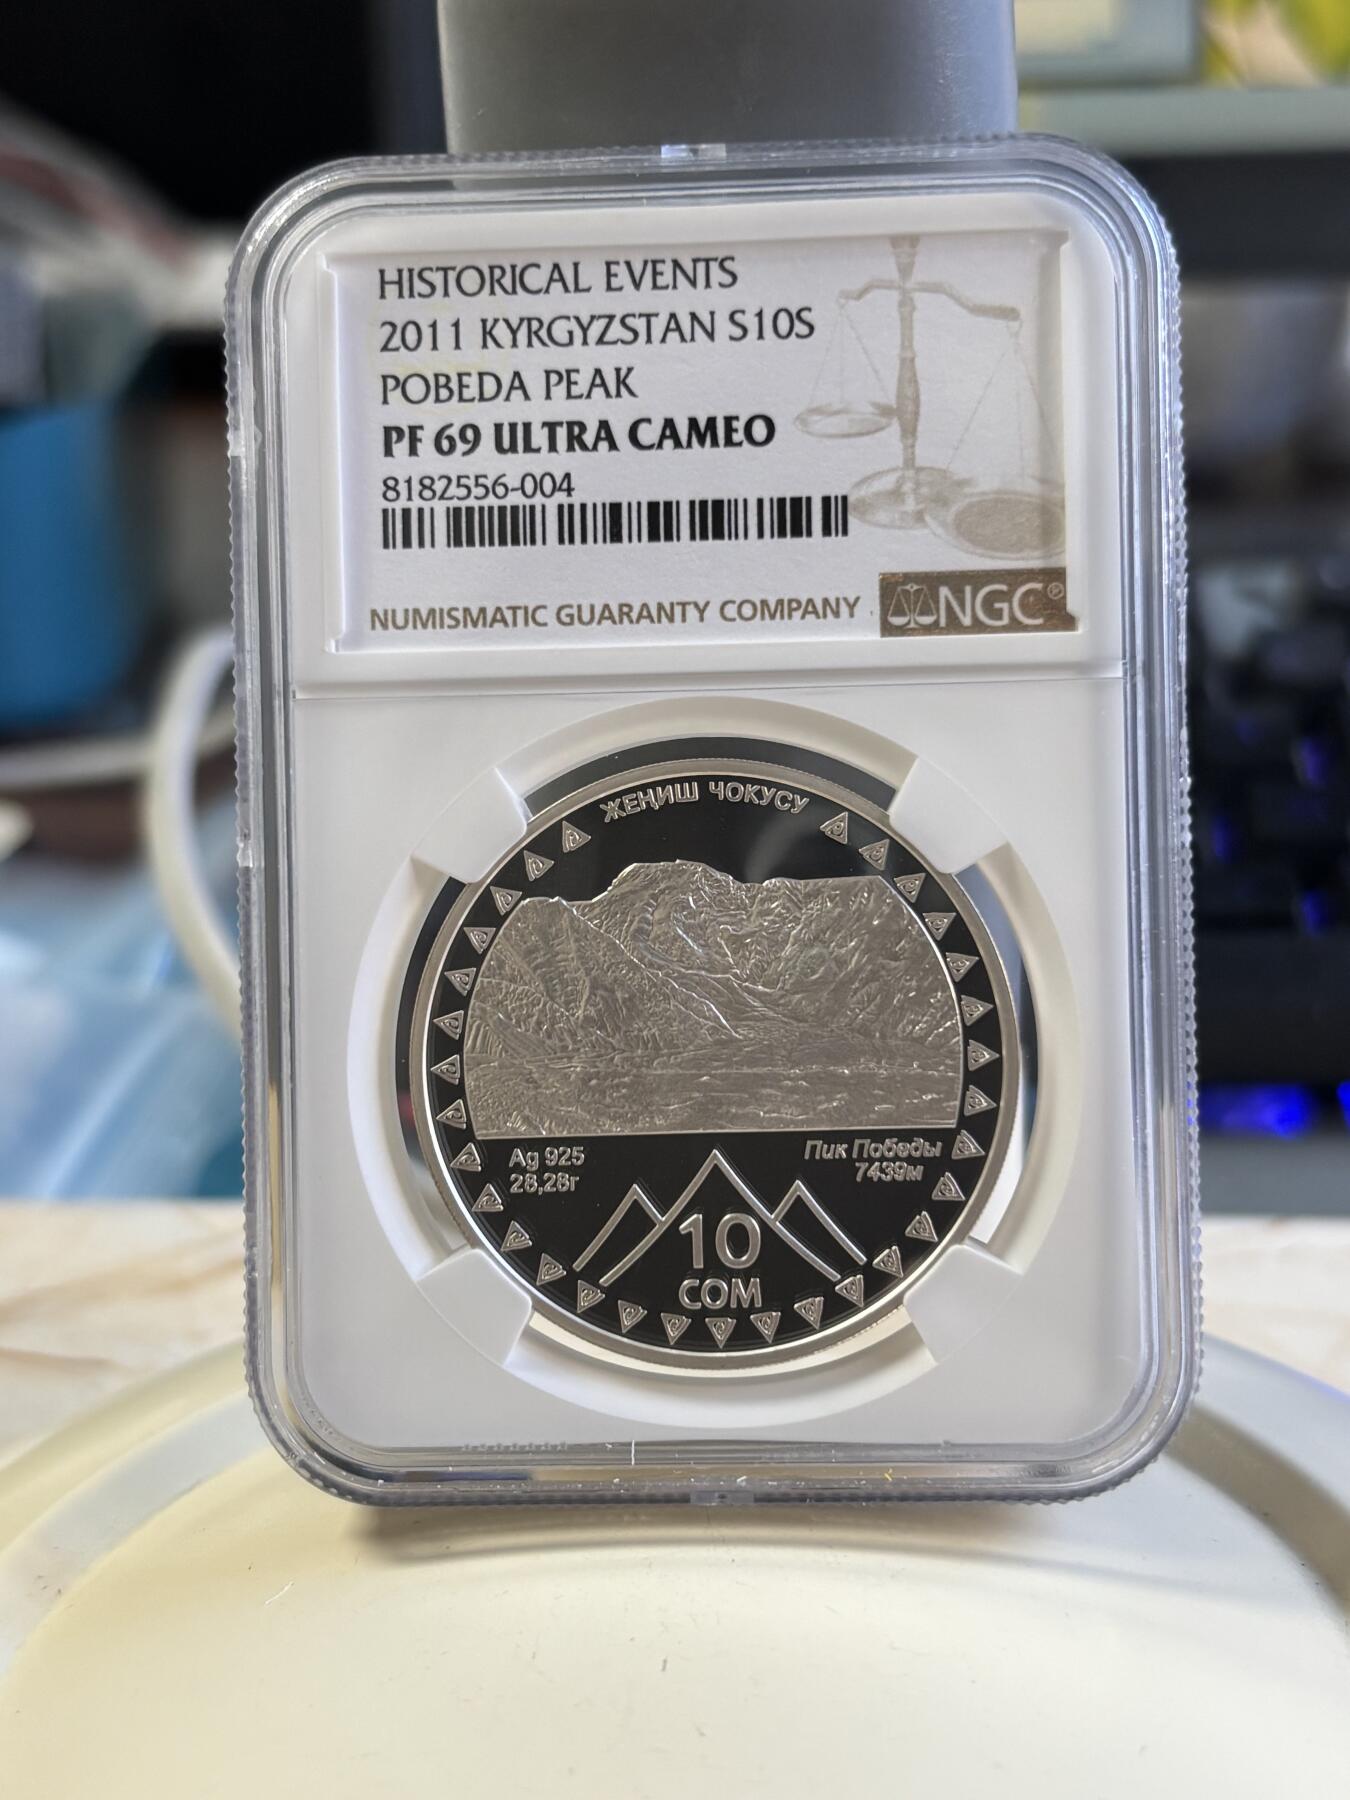 HISTORICAL EVENTS
2011 KYRGYZSTAN S10S
POBEDA PEAK
PF 69 ULTRA CAMEO
8182556-004
NUMISMATIC GUARANTY COMPANY
NGC®
ЖЕҢИШ ЧОКУСУ
Ag 925
28,28г
Пик Победы
7439м
10
СОМ